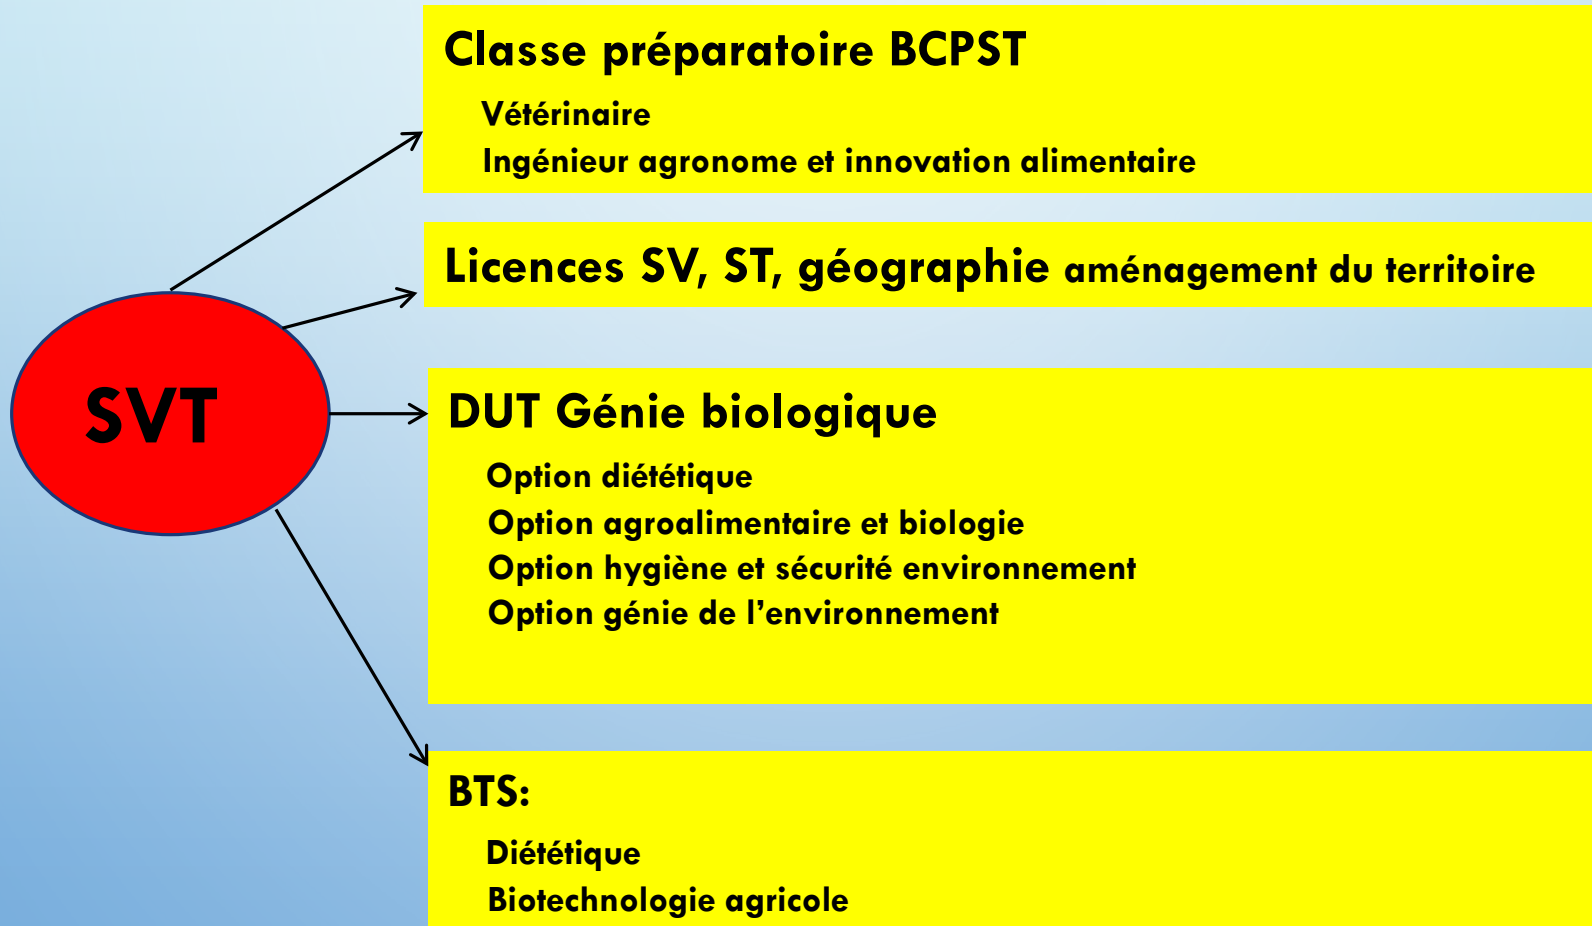 Classe préparatoire BCPST
Vétérinaire
Ingénieur agronome et innovation alimentaire
Licences SV, ST, géographie aménagement du territoire
SVT
DUT Génie biologique
Option diététique
Option agroalimentaire et biologie
Option hygiène et sécurité environnement
Option génie de l’environnement
BTS:
Diététique
Biotechnologie agricole